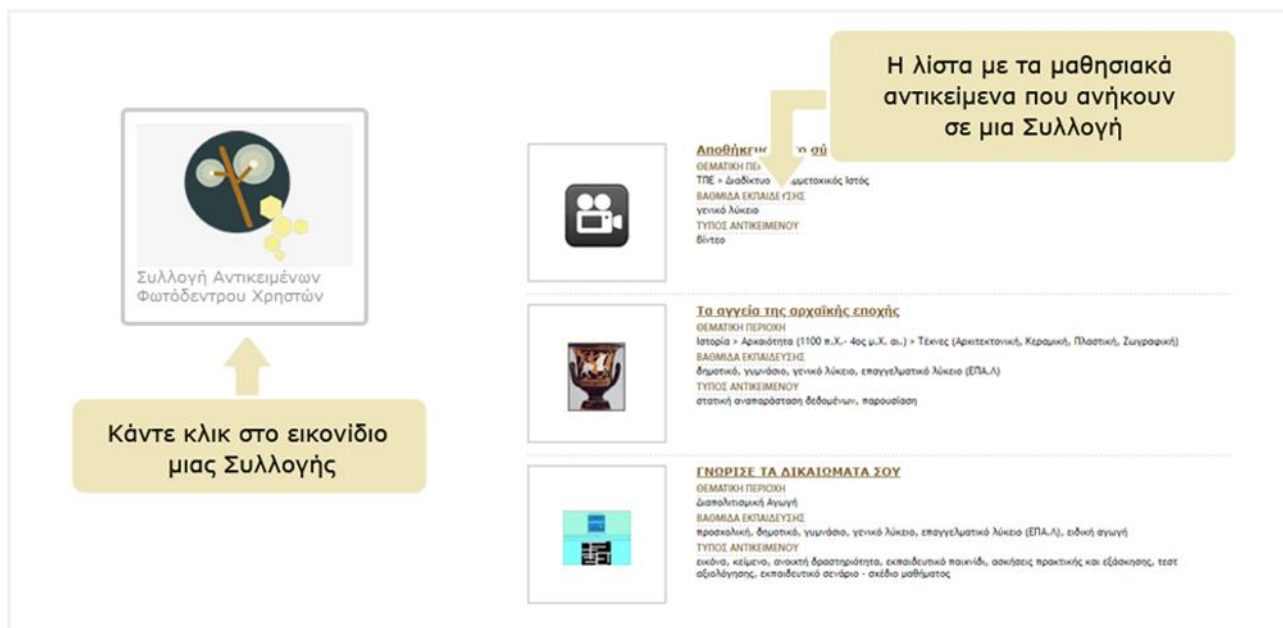 Η λίστα με τα μαθησιακά
αντικείμενα που ανήκουν
σε μια Συλλογή
Συλλογή Αντικειμένων
Φωτόδεντρου Χρηστών
Κάντε κλικ στο εικονίδιο
μιας Συλλογής
ΘΕΜΑΤΙΚΗ
ΤΠΕ » Διαδίκτυο Ιστός
ΒΑΘΜΙΔΑ ΕΚΠΑΙΔΕΥΣΗΣ
γενικό λύκειο
ΤΥΠΟΣ ΑΝΤΙΚΕΙΜΕΝΟΥ
βίντεο
Τα αγγεία της αρχαϊκής εποχής
ΘΕΜΑΤΙΚΗ ΠΕΡΙΟΧΗ
Ιστορία » Αρχαιότητα (1100 π.Χ.- 4ος μ.Χ. αι.) » Τέχνες (Αρχιτεκτονική, Κεραμική, Πλαστική, Ζωγραφική)
ΒΑΘΜΙΔΑ ΕΚΠΑΙΔΕΥΣΗΣ
δημοτικό, γυμνάσιο, γενικό λύκειο, επαγγελματικό λύκειο (ΕΠΑ.Λ)
ΤΥΠΟΣ ΑΝΤΙΚΕΙΜΕΝΟΥ
στατική αναπαράσταση δεδομένων, παρουσίαση
ΓΝΩΡΙΣΕ ΤΑ ΔΙΚΑΙΩΜΑΤΑ ΣΟΥ
ΘΕΜΑΤΙΚΗ ΠΕΡΙΟΧΗ
Διαπολιτισμική Αγωγή
ΒΑΘΜΙΔΑ ΕΚΠΑΙΔΕΥΣΗΣ
προσχολική, δημοτικό, γυμνάσιο, γενικό λύκειο, επαγγελματικό λύκειο (ΕΠΑ.Λ), ειδική αγωγή
ΤΥΠΟΣ ΑΝΤΙΚΕΙΜΕΝΟΥ
εικόνα, κείμενο, ανοιχτή δραστηριότητα, εκπαιδευτικό παιχνίδι, ασκήσεις πρακτικής και εξάσκησης, τεστ
αξιολόγησης, εκπαιδευτικό σενάριο - σχέδιο μαθήματος